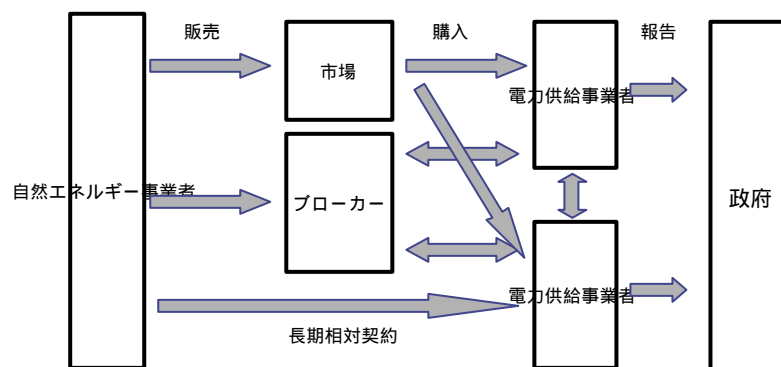 販売
購入
報告
市場
電力供給事業者
自然エネルギー事業者
ブローカー
政府
電力供給事業者
長期相対契約